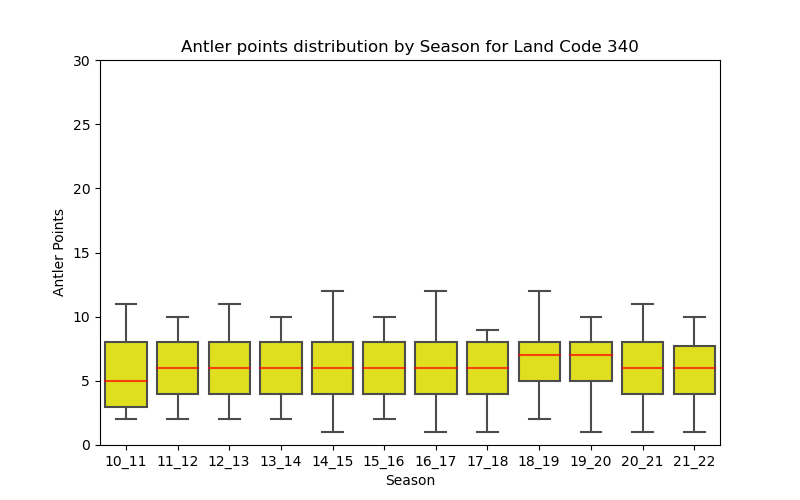 Antler points distribution by Season for Land Code 340
30
25
20
15
10
5
0
Antler Points
10_11 11_12 12_13 13_14 14_15 15_16 16_17 17_18 18_19 19_20 20_21 21_22
Season